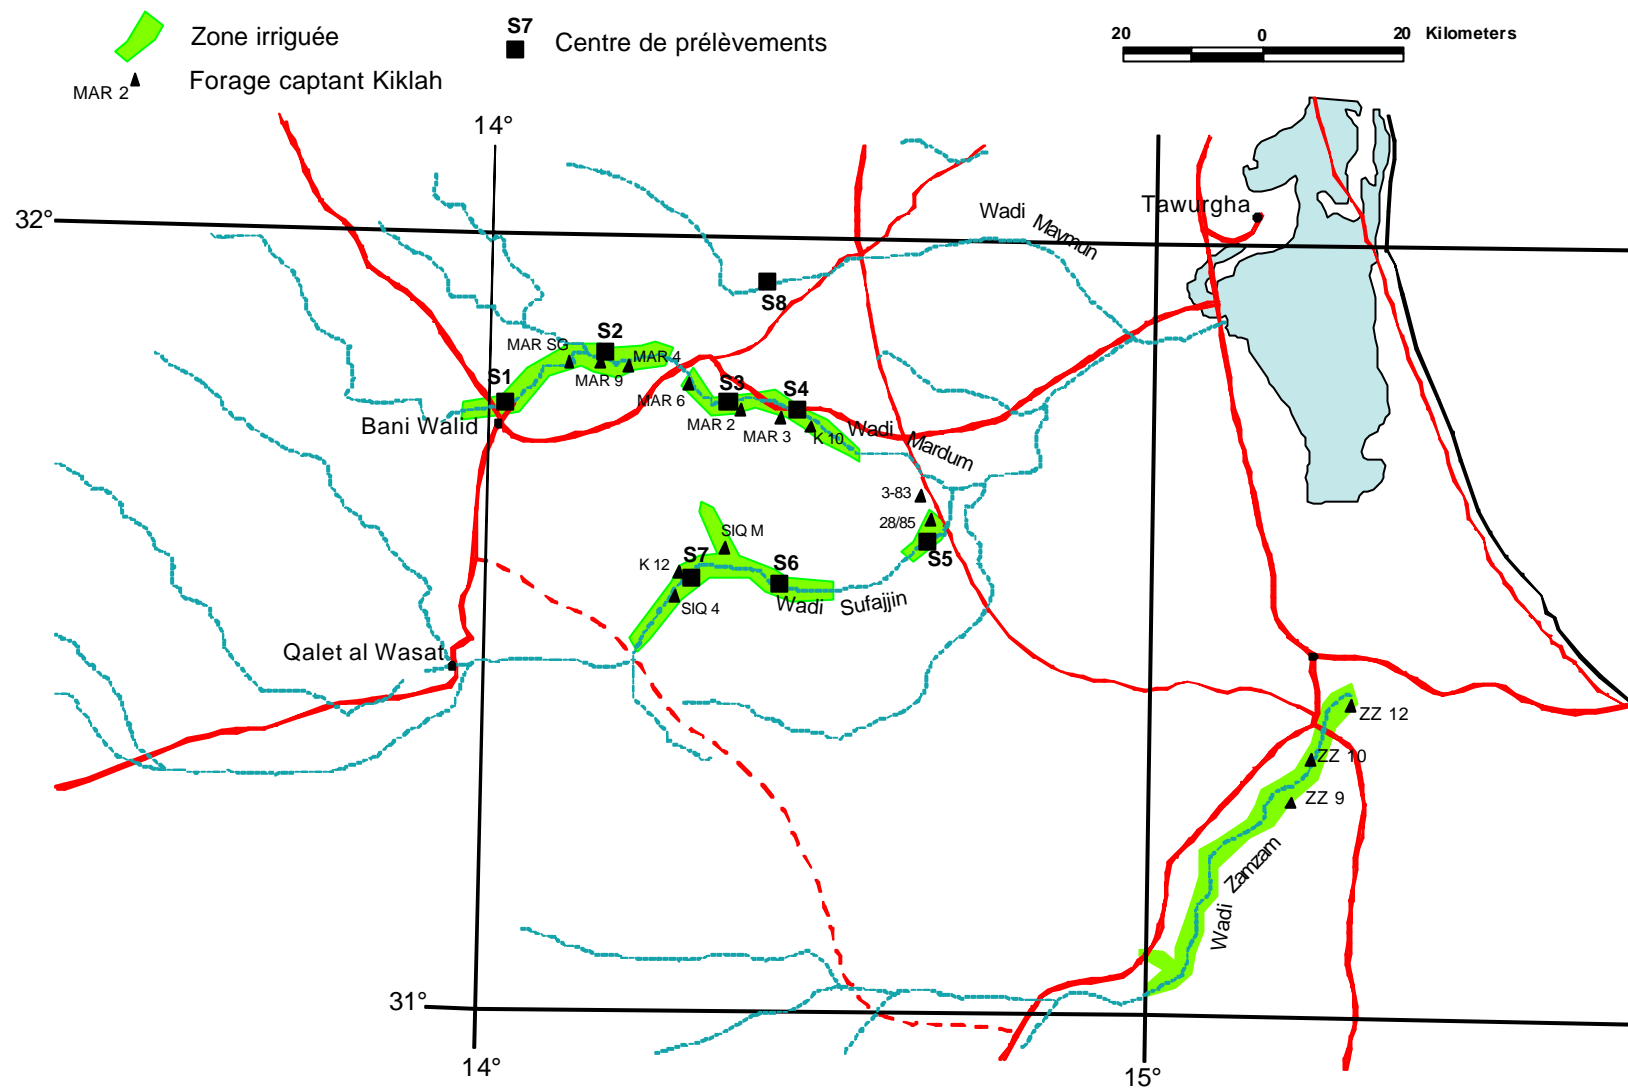 Zone irriguée
MAR 2
Forage captant Kiklah
S7
Centre de prélèvements
20 0 20 Kilometers
14°
32°
Tawurgha
Wadi Maymun
S8
S2
MAR SG
MAR 4
MAR 9
S1
MAR 6
S3
S4
Bani Walid
MAR 2
MAR 3
K 10
Wadi Mardum
3-83
28/85
S5
SIQ M
K 12
S7
S6
SIQ 4
Wadi Sufajjin
Qalet al Wasat
ZZ 12
ZZ 10
ZZ 9
Wadi Zamzam
31°
14°
15°